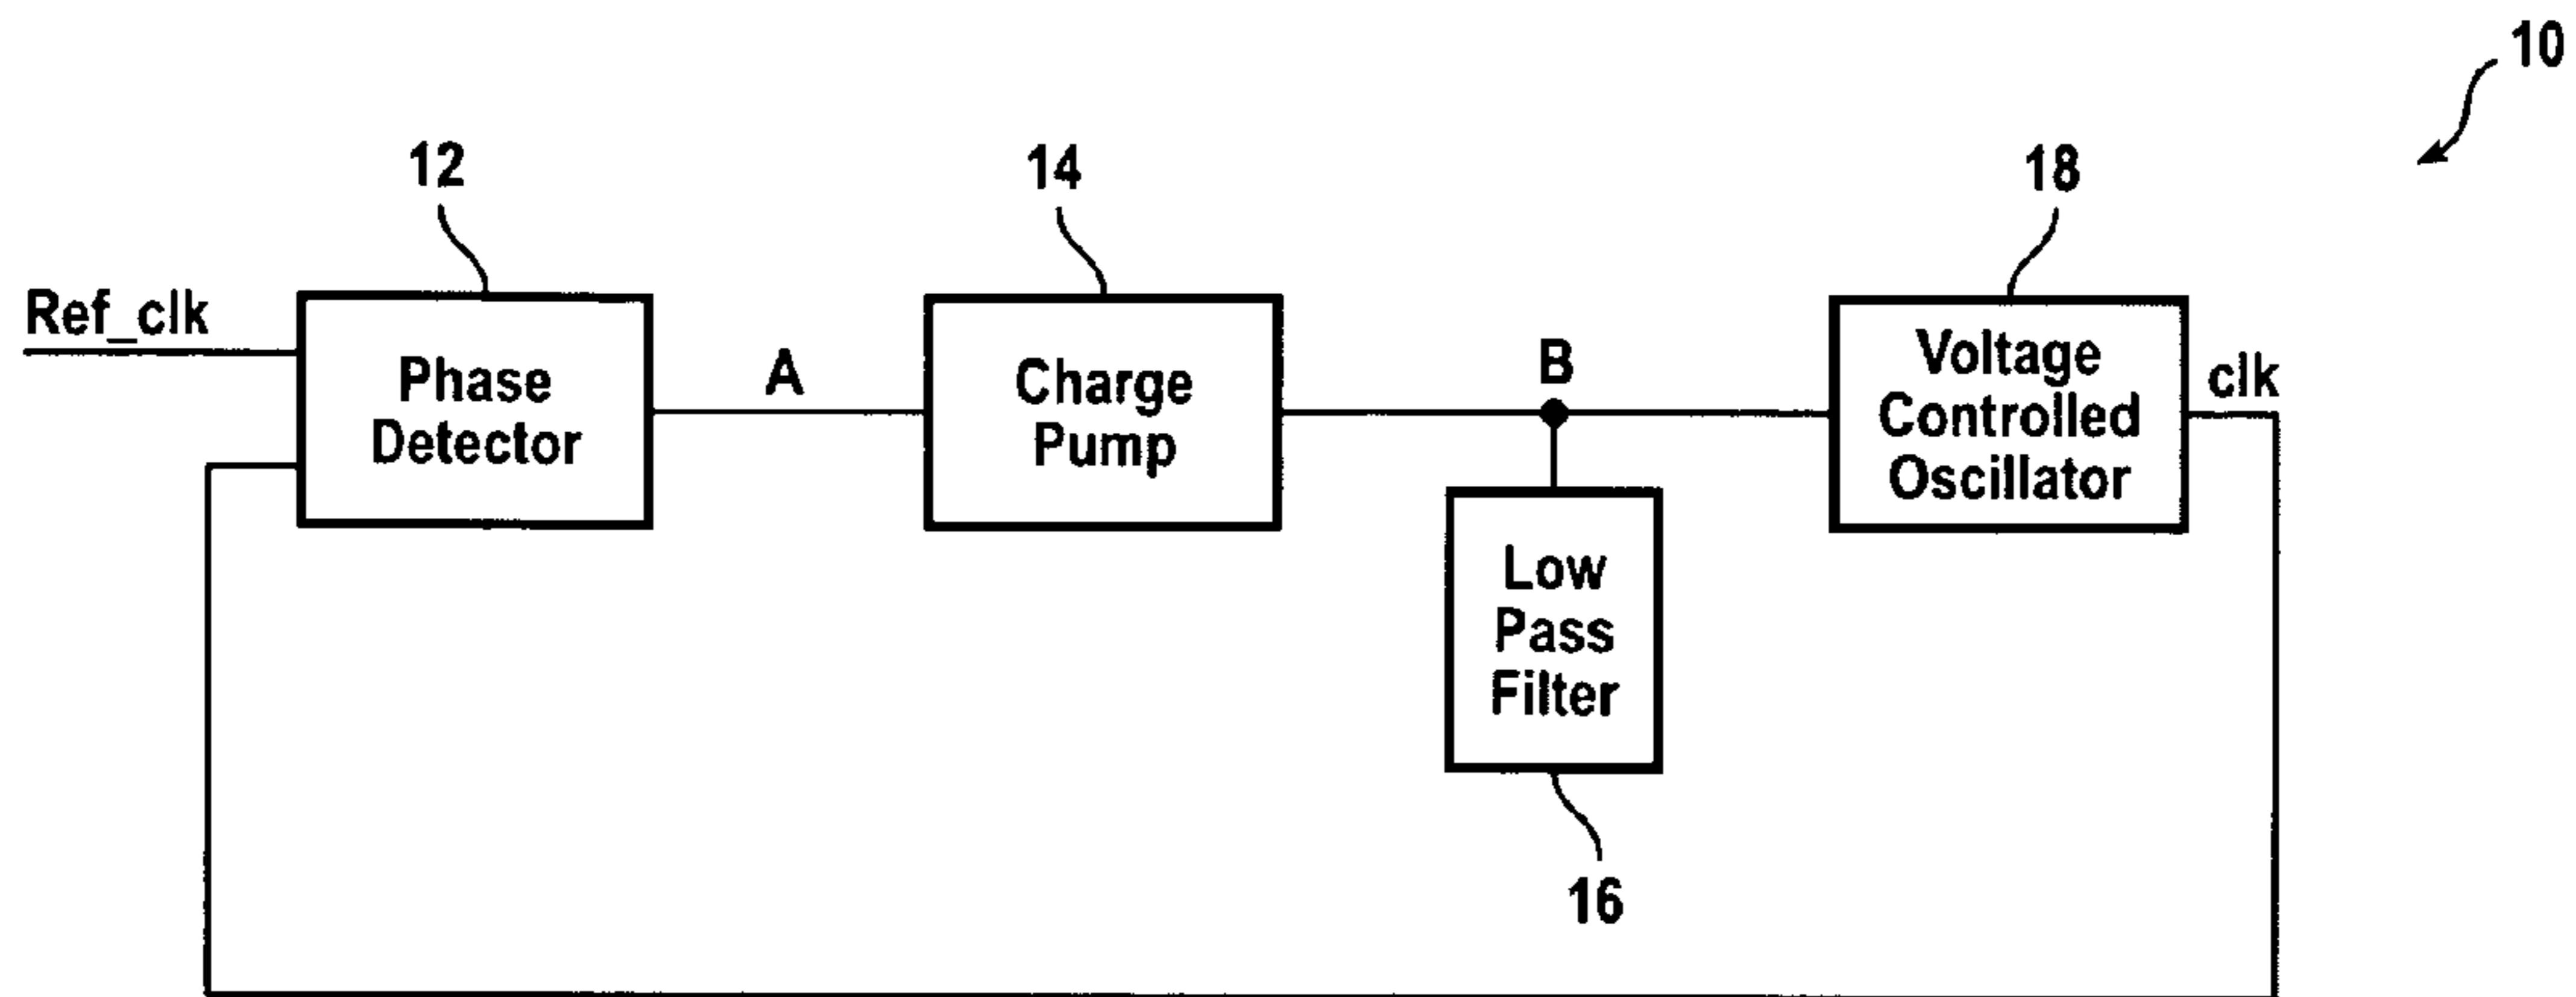 10
12
14
18
Ref_clk
Phase
Detector
A
Charge
Pump
B
Voltage
Controlled
Oscillator
clk
Low
Pass
Filter
16